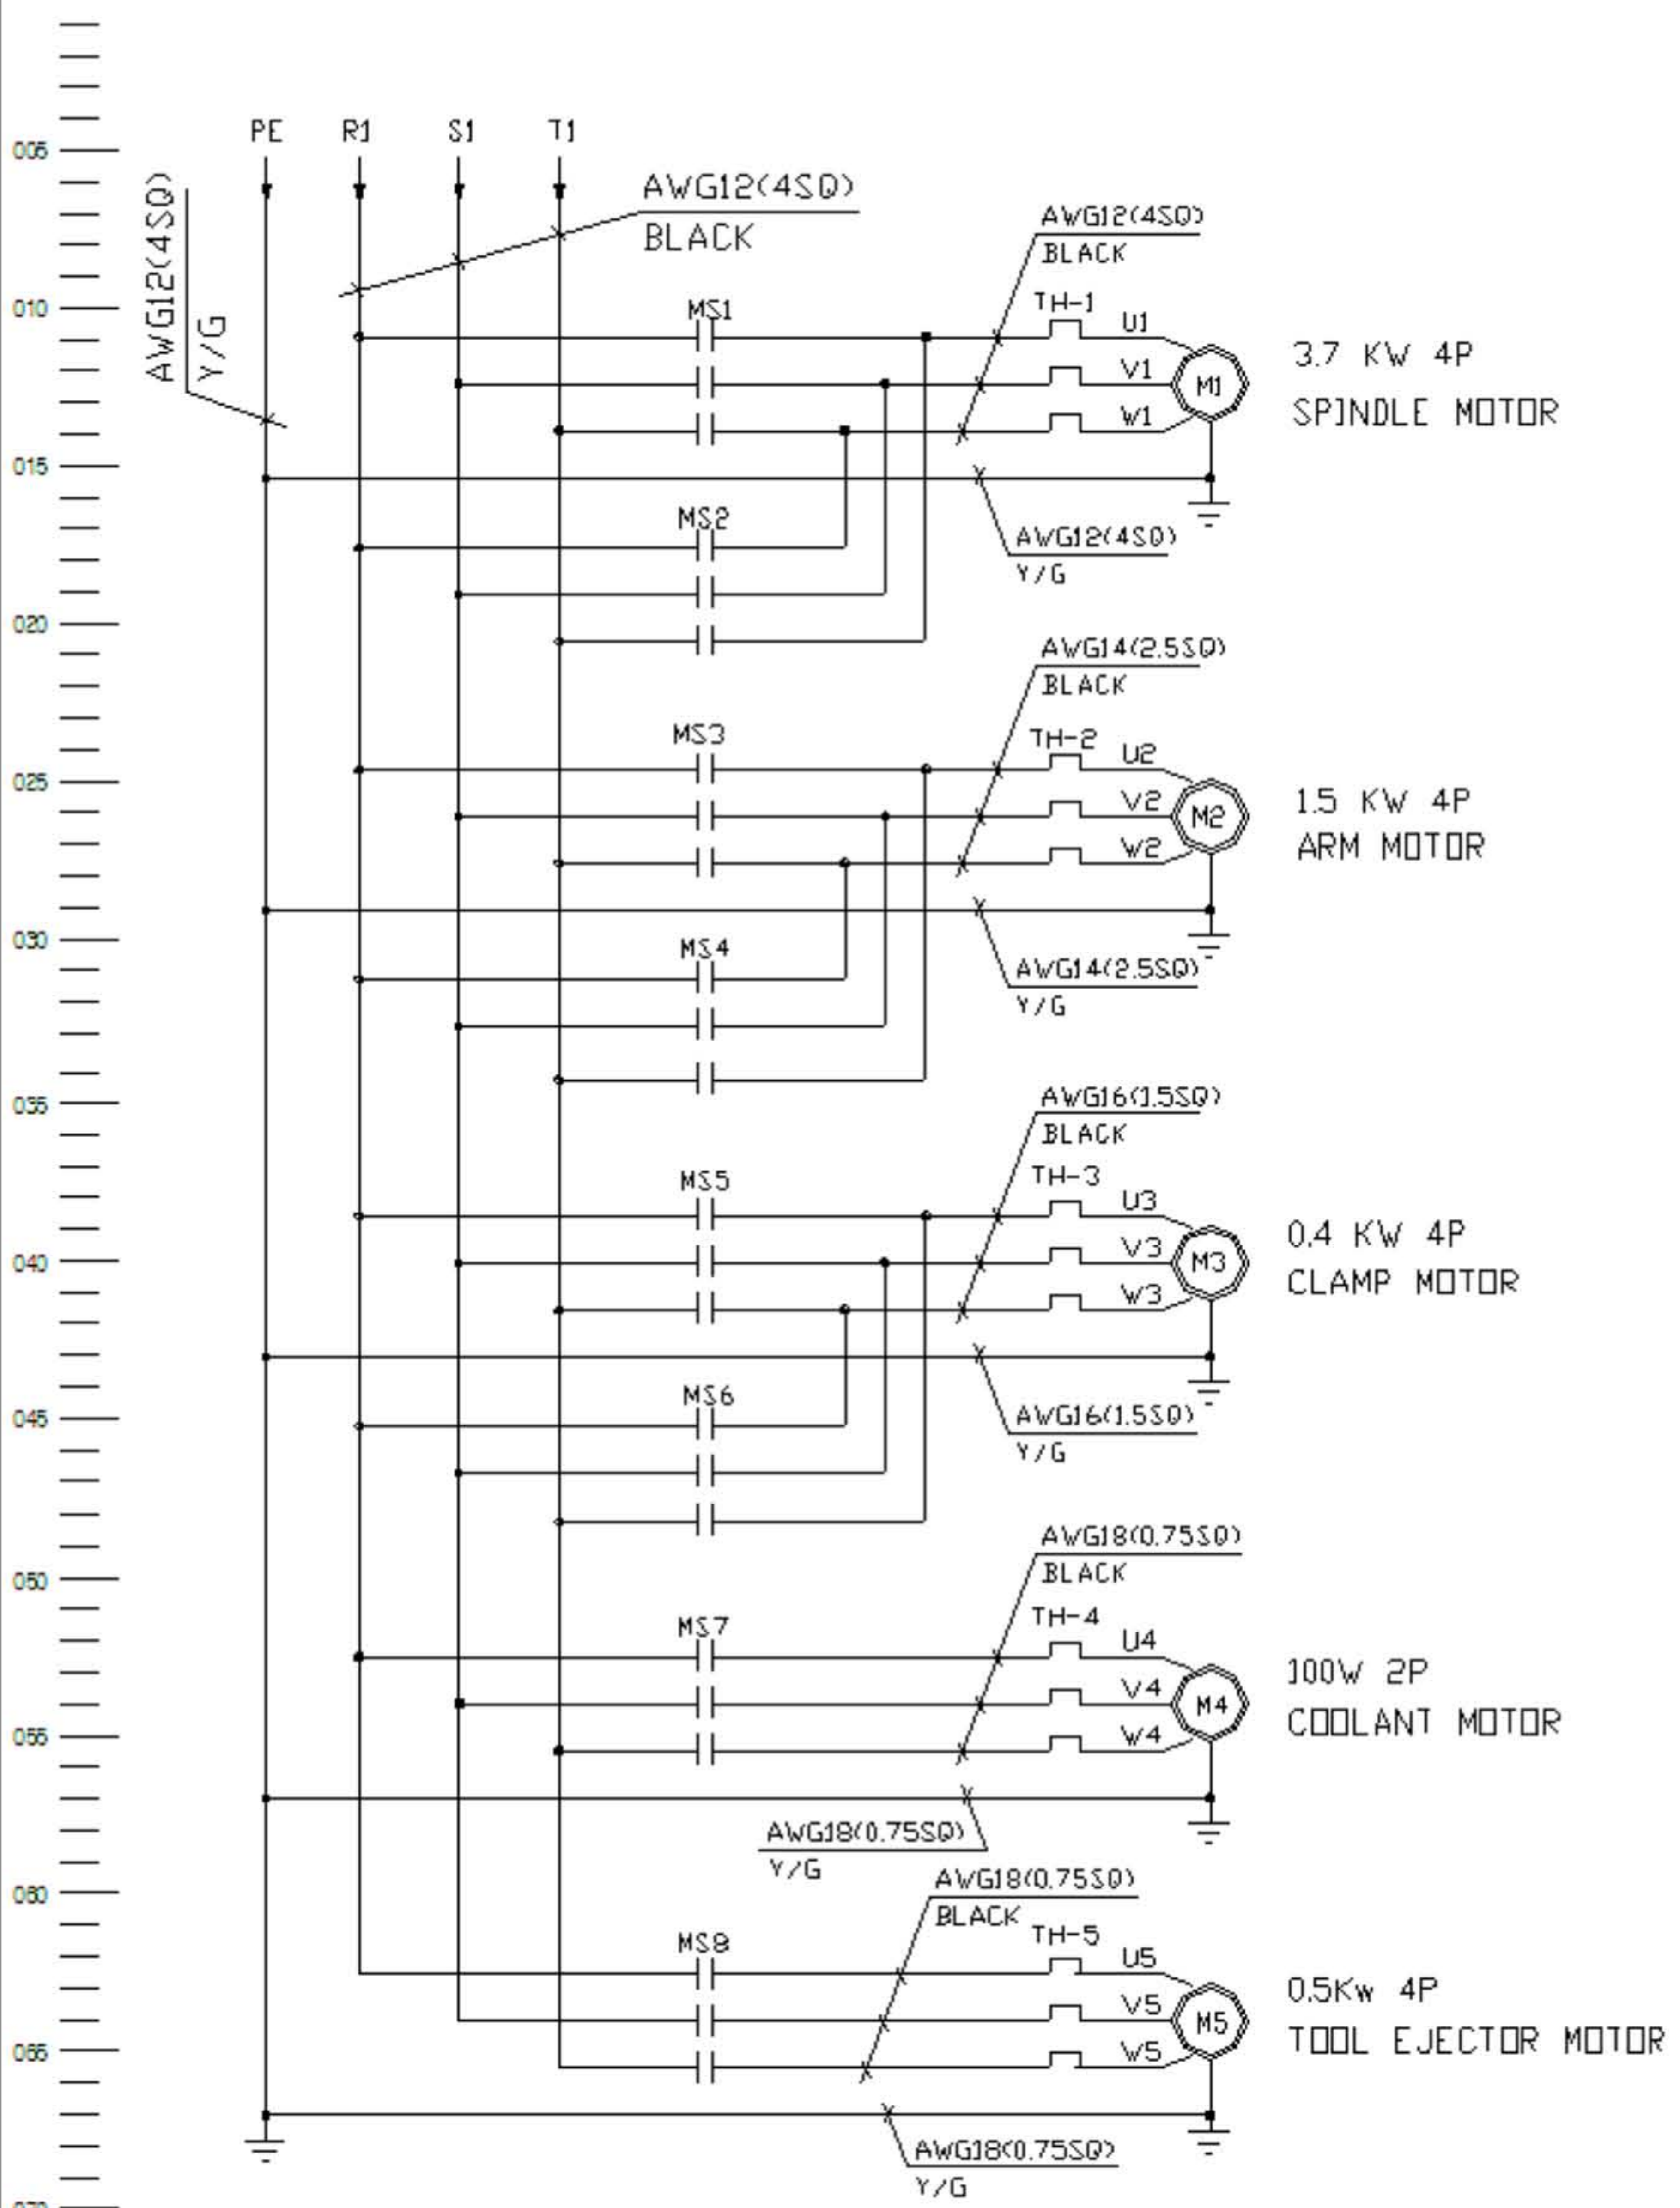 PE R1 S1 T1
005
AWG12(4SQ)
Y/G
AWG12(4SQ)
BLACK
AWG12(4SQ)
BLACK
010
MS1
TH-1
U1
V1
W1
M1
3.7 KW 4P
SPINDLE MOTOR
015
MS2
AWG12(4SQ)
Y/G
020
AWG14(2.5SQ)
BLACK
MS3
TH-2
U2
V2
W2
M2
1.5 KW 4P
ARM MOTOR
025
030
MS4
AWG14(2.5SQ)
Y/G
035
AWG16(1.5SQ)
BLACK
MS5
TH-3
U3
V3
W3
M3
0.4 KW 4P
CLAMP MOTOR
040
045
MS6
AWG16(1.5SQ)
Y/G
050
AWG18(0.75SQ)
BLACK
MS7
TH-4
U4
V4
W4
M4
100W 2P
COOLANT MOTOR
055
AWG18(0.75SQ)
Y/G
060
AWG18(0.75SQ)
BLACK
MS8
TH-5
U5
V5
W5
M5
0.5Kw 4P
TOOL EJECTOR MOTOR
065
AWG18(0.75SQ)
Y/G